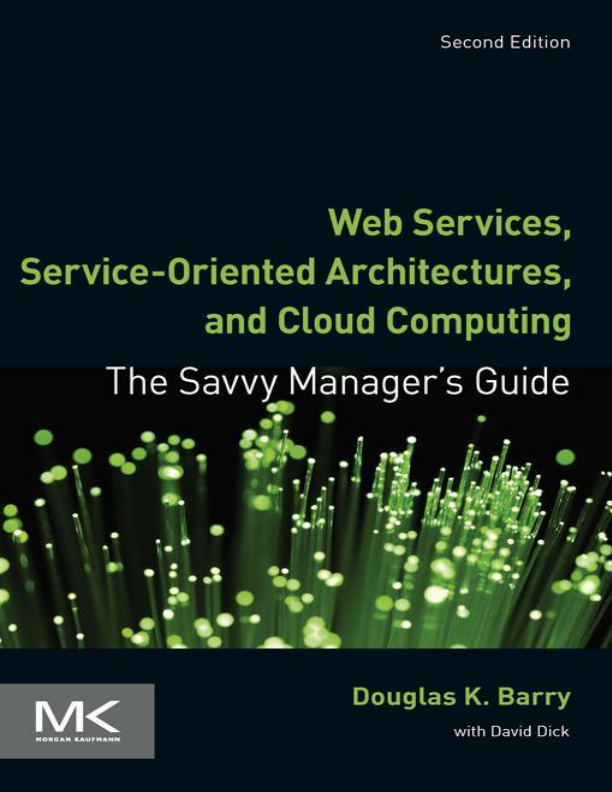 Second Edition
Web Services,
Service-Oriented Architectures,
and Cloud Computing
The Savvy Manager's Guide
Douglas K. Barry
with David Dick
MK
MORGAN KAUFMANN